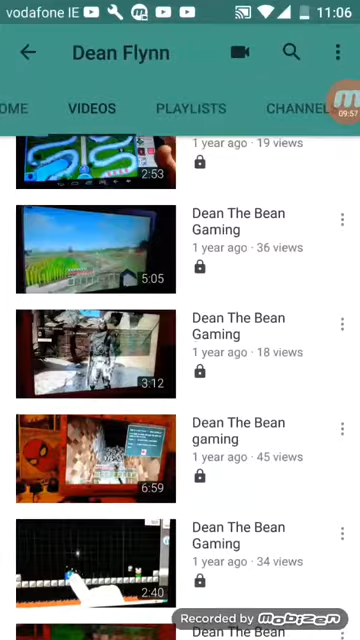 vodafone IE
11:06
Dean Flynn
OME VIDEOS PLAYLISTS CHANNEL
09:57
1 year ago · 19 views
2:53
Dean The Bean
Gaming
1 year ago · 36 views
5:05
Dean The Bean
Gaming
1 year ago · 18 views
3:12
Dean The Bean
gaming
1 year ago · 45 views
6:59
Dean The Bean
Gaming
1 year ago · 34 views
2:40
Recorded by mobizen
Dean The Bean